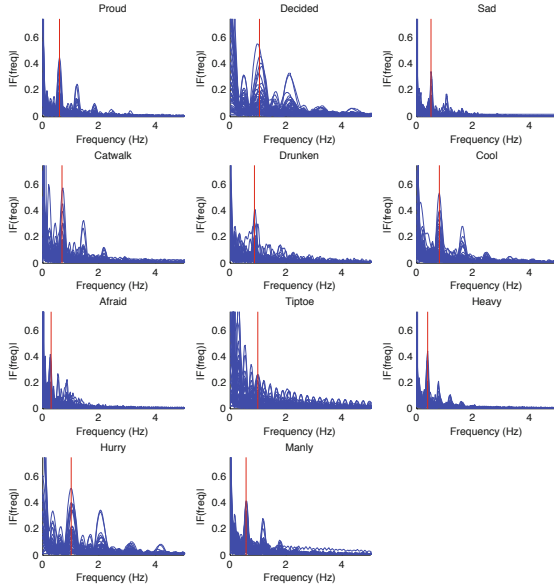 Proud
Decided
Sad
|F(freq)|
0.6
0.4
0.2
0
0 2 4
Frequency (Hz)
|F(freq)|
0.6
0.4
0.2
0
0 2 4
Frequency (Hz)
|F(freq)|
0.6
0.4
0.2
0
0 2 4
Frequency (Hz)
Catwalk
Drunken
Cool
|F(freq)|
0.6
0.4
0.2
0
0 2 4
Frequency (Hz)
|F(freq)|
0.6
0.4
0.2
0
0 2 4
Frequency (Hz)
|F(freq)|
0.6
0.4
0.2
0
0 2 4
Frequency (Hz)
Afraid
Tiptoe
Heavy
|F(freq)|
0.6
0.4
0.2
0
0 2 4
Frequency (Hz)
|F(freq)|
0.6
0.4
0.2
0
0 2 4
Frequency (Hz)
|F(freq)|
0.6
0.4
0.2
0
0 2 4
Frequency (Hz)
Hurry
Manly
|F(freq)|
0.6
0.4
0.2
0
0 2 4
Frequency (Hz)
|F(freq)|
0.6
0.4
0.2
0
0 2 4
Frequency (Hz)